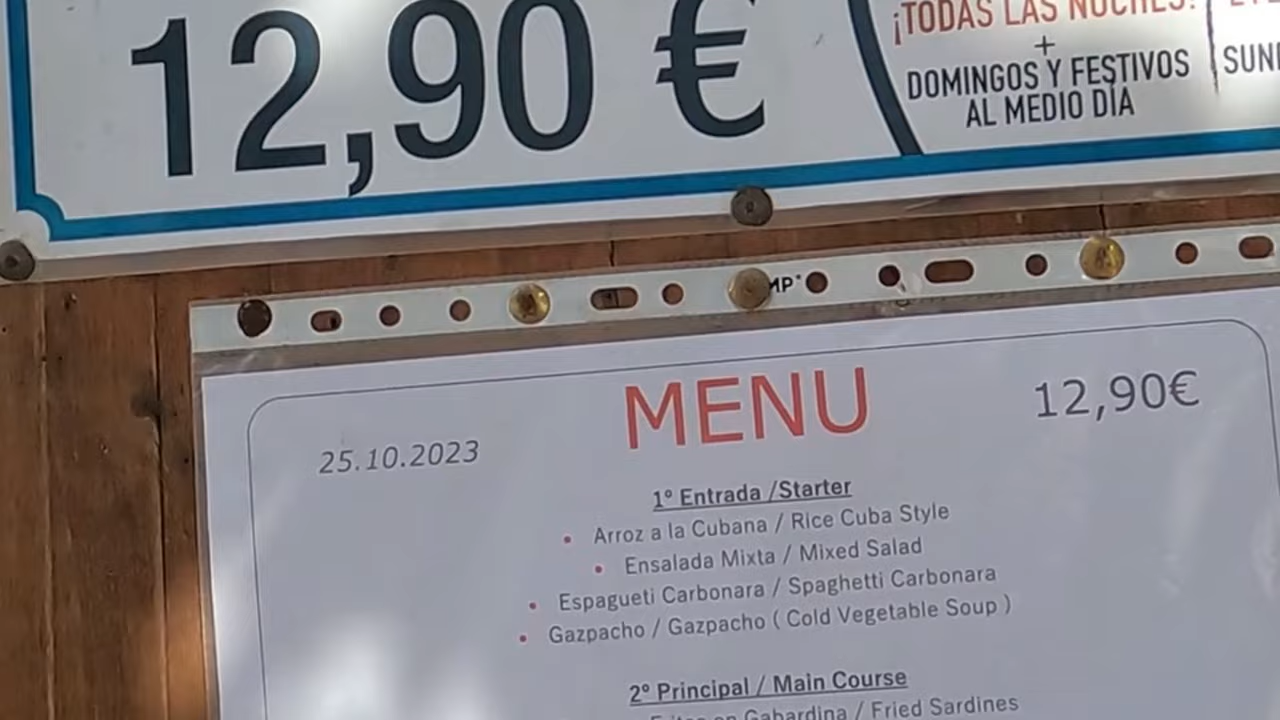 12,90 €
¡TODAS LAS NOCHES!
+
DOMINGOS Y FESTIVOS
AL MEDIO DÍA
MENU
12,90€
25.10.2023
1º Entrada /Starter
• Arroz a la Cubana / Rice Cuba Style
• Ensalada Mixta / Mixed Salad
• Espagueti Carbonara / Spaghetti Carbonara
• Gazpacho / Gazpacho ( Cold Vegetable Soup )
2º Principal / Main Course
en Gabardina / Fried Sardines